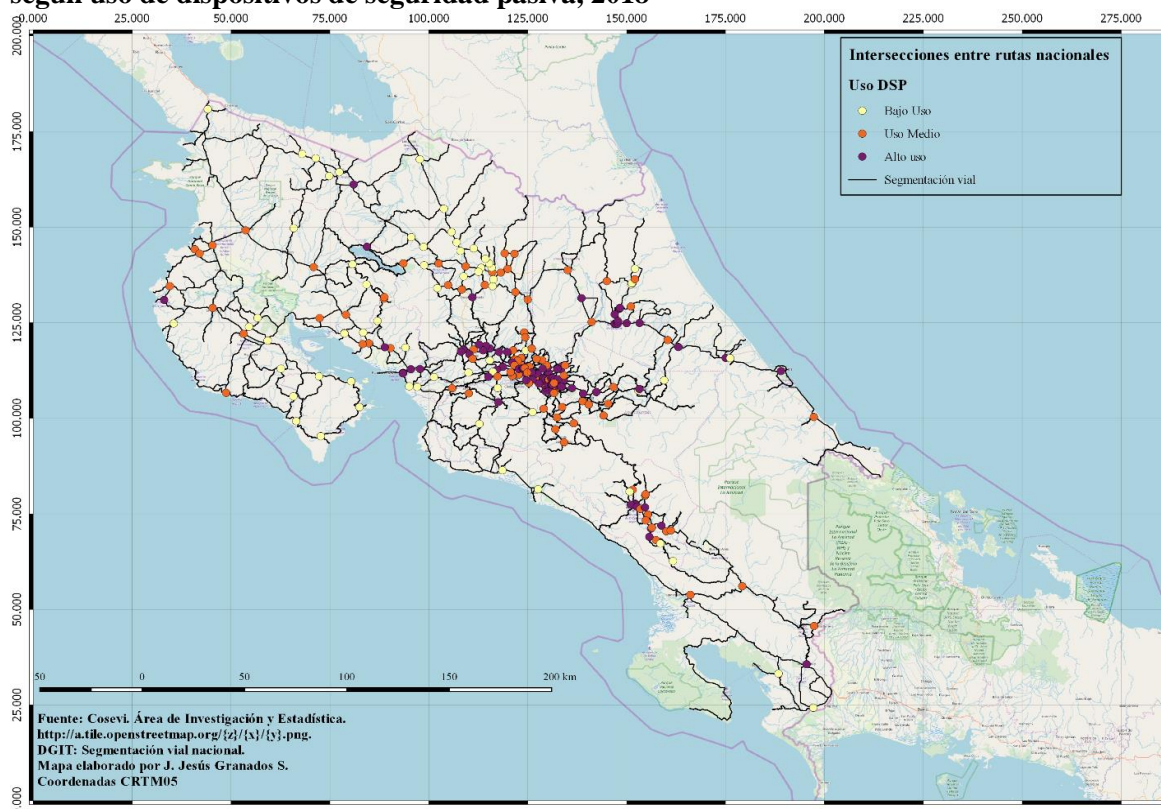 según uso de dispositivos de seguridad pasiva, 2018
0.000 25.000 50.000 75.000 100.000 125.000 150.000 175.000 200.000 225.000 250.000 275.000
200.000
175.000
150.000
125.000
100.000
75.000
50.000
25.000
.000
Intersecciones entre rutas nacionales
Uso DSP
Bajo Uso
Uso Medio
Alto uso
Segmentación vial
50 0 50 100 150 200 km
Fuente: Cosevi. Área de Investigación y Estadística.
http://a.tile.openstreetmap.org/{z}/{x}/{y}.png.
DGIT: Segmentación vial nacional.
Mapa elaborado por J. Jesús Granados S.
Coordenadas CRTM05